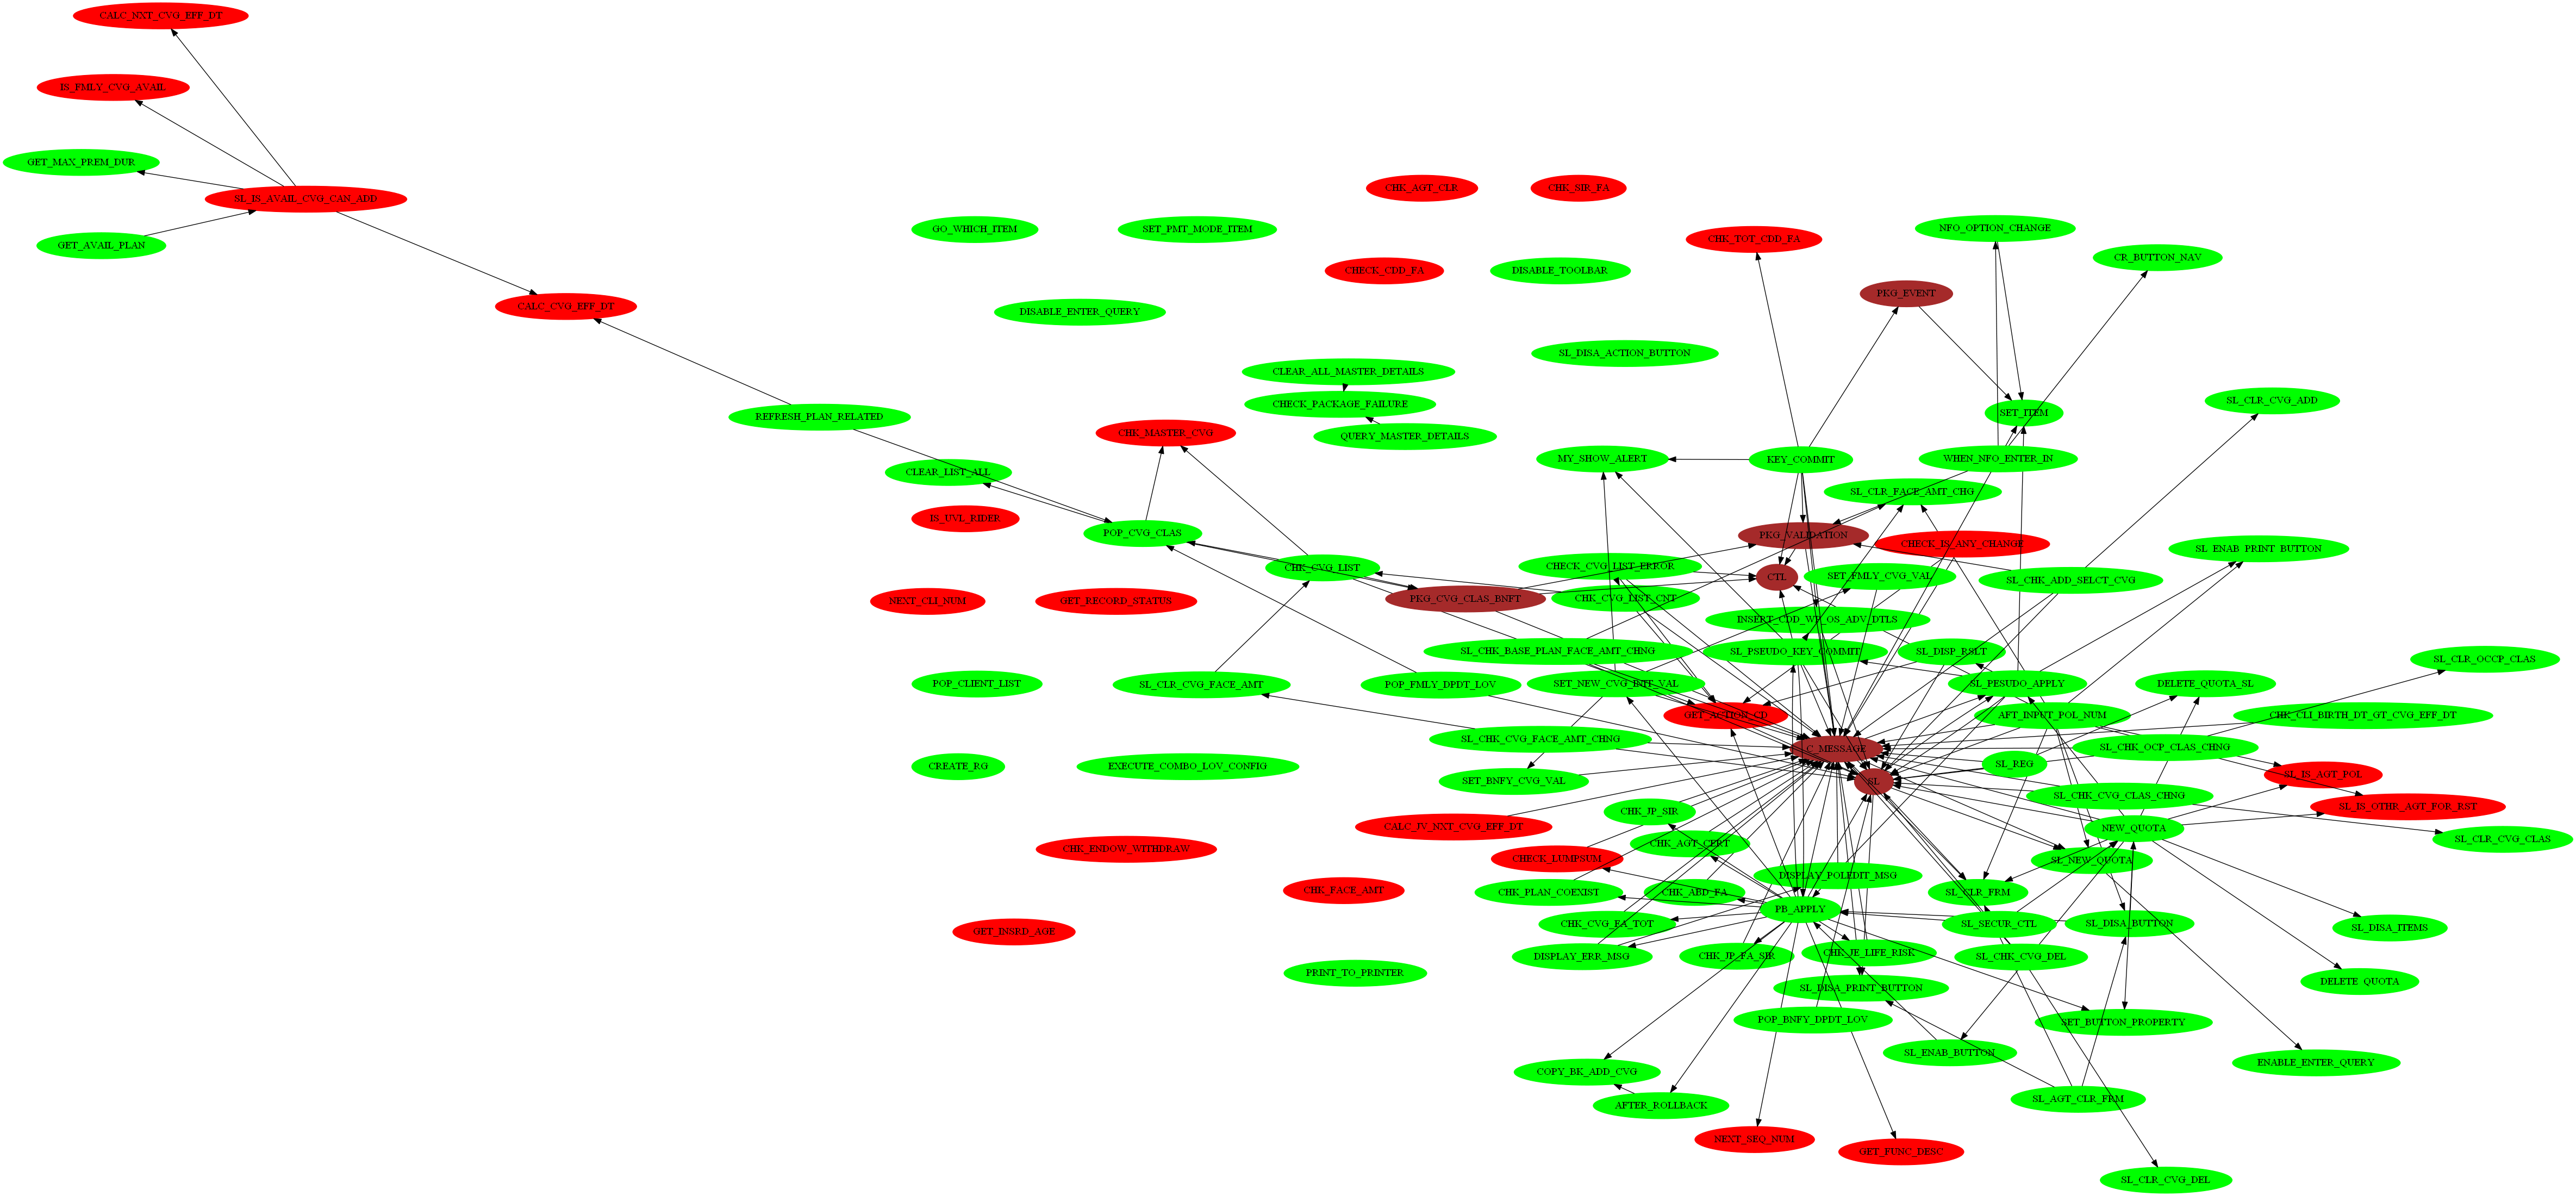 CALC_NXT_CVG_EFF_DT
IS_FMLY_CVG_AVAIL
GET_MAX_PREM_DUR
SL_IS_AVAIL_CVG_CAN_ADD
GET_AVAIL_PLAN
CALC_CVG_EFF_DT
REFRESH_PLAN_RELATED
GO_WHICH_ITEM
SET_PMT_MODE_ITEM
CHK_AGT_CLR
CHK_SIR_FA
CHECK_CDD_FA
DISABLE_TOOLBAR
DISABLE_ENTER_QUERY
SL_DISA_ACTION_BUTTON
CLEAR_ALL_MASTER_DETAILS
CHECK_PACKAGE_FAILURE
QUERY_MASTER_DETAILS
CHK_MASTER_CVG
CLEAR_LIST_ALL
IS_UVL_RIDER
POP_CVG_CLAS
CHK_CVG_LIST
NEXT_CLI_NUM
GET_RECORD_STATUS
PKG_CVG_CLAS_BNFT
POP_CLIENT_LIST
SL_CLR_CVG_FACE_AMT
POP_FMLY_DPDT_LOV
CREATE_RG
EXECUTE_COMBO_LOV_CONFIG
CHK_ENDOW_WITHDRAW
CHK_FACE_AMT
GET_INSRD_AGE
PRINT_TO_PRINTER
CHK_TOT_CDD_FA
NFO_OPTION_CHANGE
CR_BUTTON_NAV
PKG_EVENT
SET_ITEM
SL_CLR_CVG_ADD
MY_SHOW_ALERT
KEY_COMMIT
WHEN_NFO_ENTER_IN
SL_CLR_FACE_AMT_CHG
PKG_VALIDATION
CHECK_IS_ANY_CHANGE
SL_ENAB_PRINT_BUTTON
CHECK_CVG_LIST_ERROR
CTL
SET_FMLY_CVG_VAL
SL_CHK_ADD_SELCT_CVG
CHK_CVG_LIST_CNT
INSERT_CDD_WF_OS_ADV_DTLS
SL_CHK_BASE_PLAN_FACE_AMT_CHNG
SL_PSEUDO_KEY_COMMIT
SL_DISP_RSLT
SL_CLR_OCCP_CLAS
SET_NEW_CVG_INIT_VAL
SL_PESUDO_APPLY
DELETE_QUOTA_SL
GET_ACTION_CD
AFT_INPUT_POL_NUM
CHK_CLI_BIRTH_DT_GT_CVG_EFF_DT
SL_CHK_CVG_FACE_AMT_CHNG
C_MESSAGE
SL_CHK_OCP_CLAS_CHNG
SET_BNFY_CVG_VAL
SL
SL_REG
SL_IS_AGT_POL
SL_CHK_CVG_CLAS_CHNG
SL_IS_OTHR_AGT_FOR_RST
CHK_JP_SIR
CALC_JV_NXT_CVG_EFF_DT
NEW_QUOTA
SL_CLR_CVG_CLAS
CHK_AGT_CERT
CHECK_LUMPSUM
SL_NEW_QUOTA
DISPLAY_POLEDIT_MSG
CHK_PLAN_COEXIST
CHK_ABD_FA
SL_CLR_FRM
PB_APPLY
CHK_CVG_FA_TOT
SL_SECUR_CTL
SL_DISA_BUTTON
SL_DISA_ITEMS
DISPLAY_ERR_MSG
CHK_JP_FA_SIR
CHK_JE_LIFE_RISK
SL_CHK_CVG_DEL
DELETE_QUOTA
SL_DISA_PRINT_BUTTON
POP_BNFY_DPDT_LOV
SET_BUTTON_PROPERTY
SL_ENAB_BUTTON
ENABLE_ENTER_QUERY
COPY_BK_ADD_CVG
AFTER_ROLLBACK
SL_AGT_CLR_FRM
NEXT_SEQ_NUM
GET_FUNC_DESC
SL_CLR_CVG_DEL